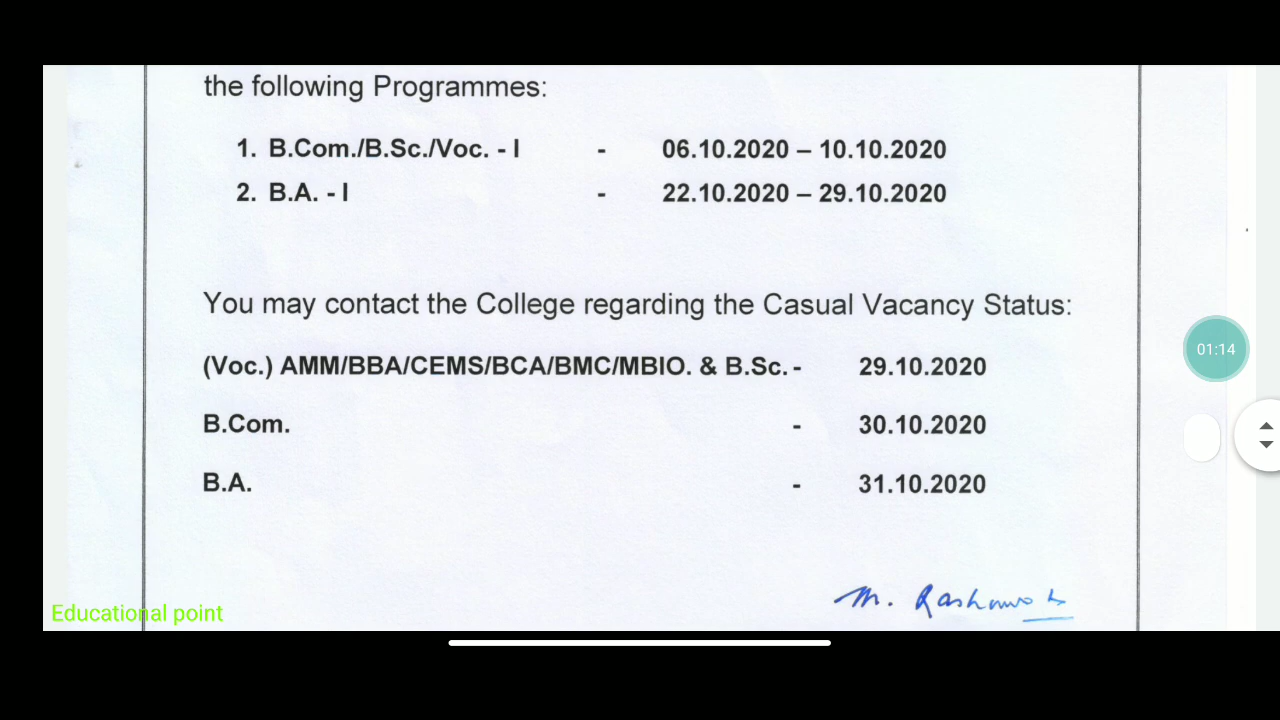 the following Programmes:
1. B.Com./B.Sc./Voc. - I - 06.10.2020 – 10.10.2020
2. B.A. - I - 22.10.2020 – 29.10.2020
You may contact the College regarding the Casual Vacancy Status:
(Voc.) AMM/BBA/CEMS/BCA/BMC/MBIO. & B.Sc. - 29.10.2020
01:14
B.Com. - 30.10.2020
B.A. - 31.10.2020
M.
Educational point